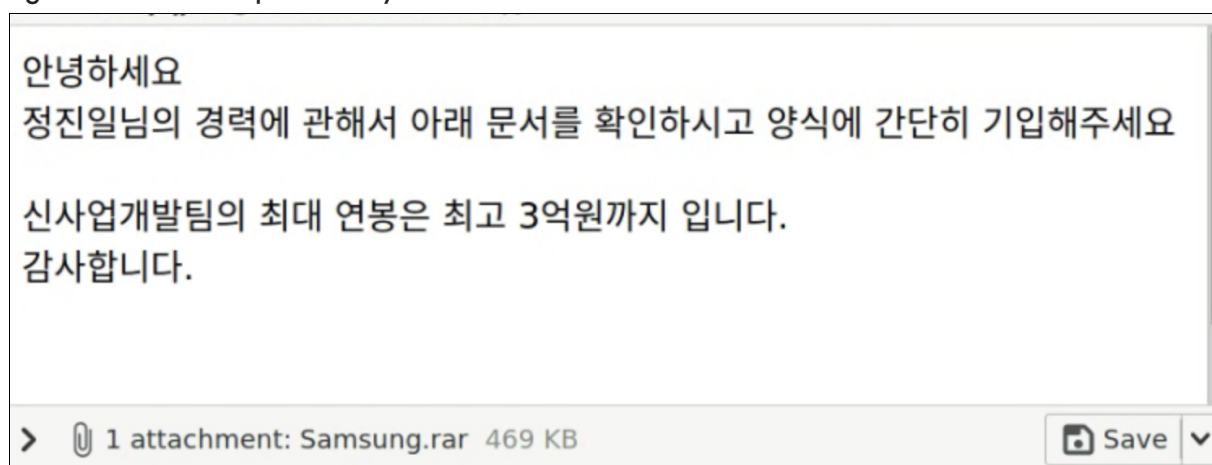 안녕하세요
정진일님의 경력에 관해서 아래 문서를 확인하시고 양식에 간단히 기입해주세요
신사업개발팀의 최대 연봉은 최고 3억원까지 입니다.
감사합니다.
1 attachment: Samsung.rar 469 KB
Save